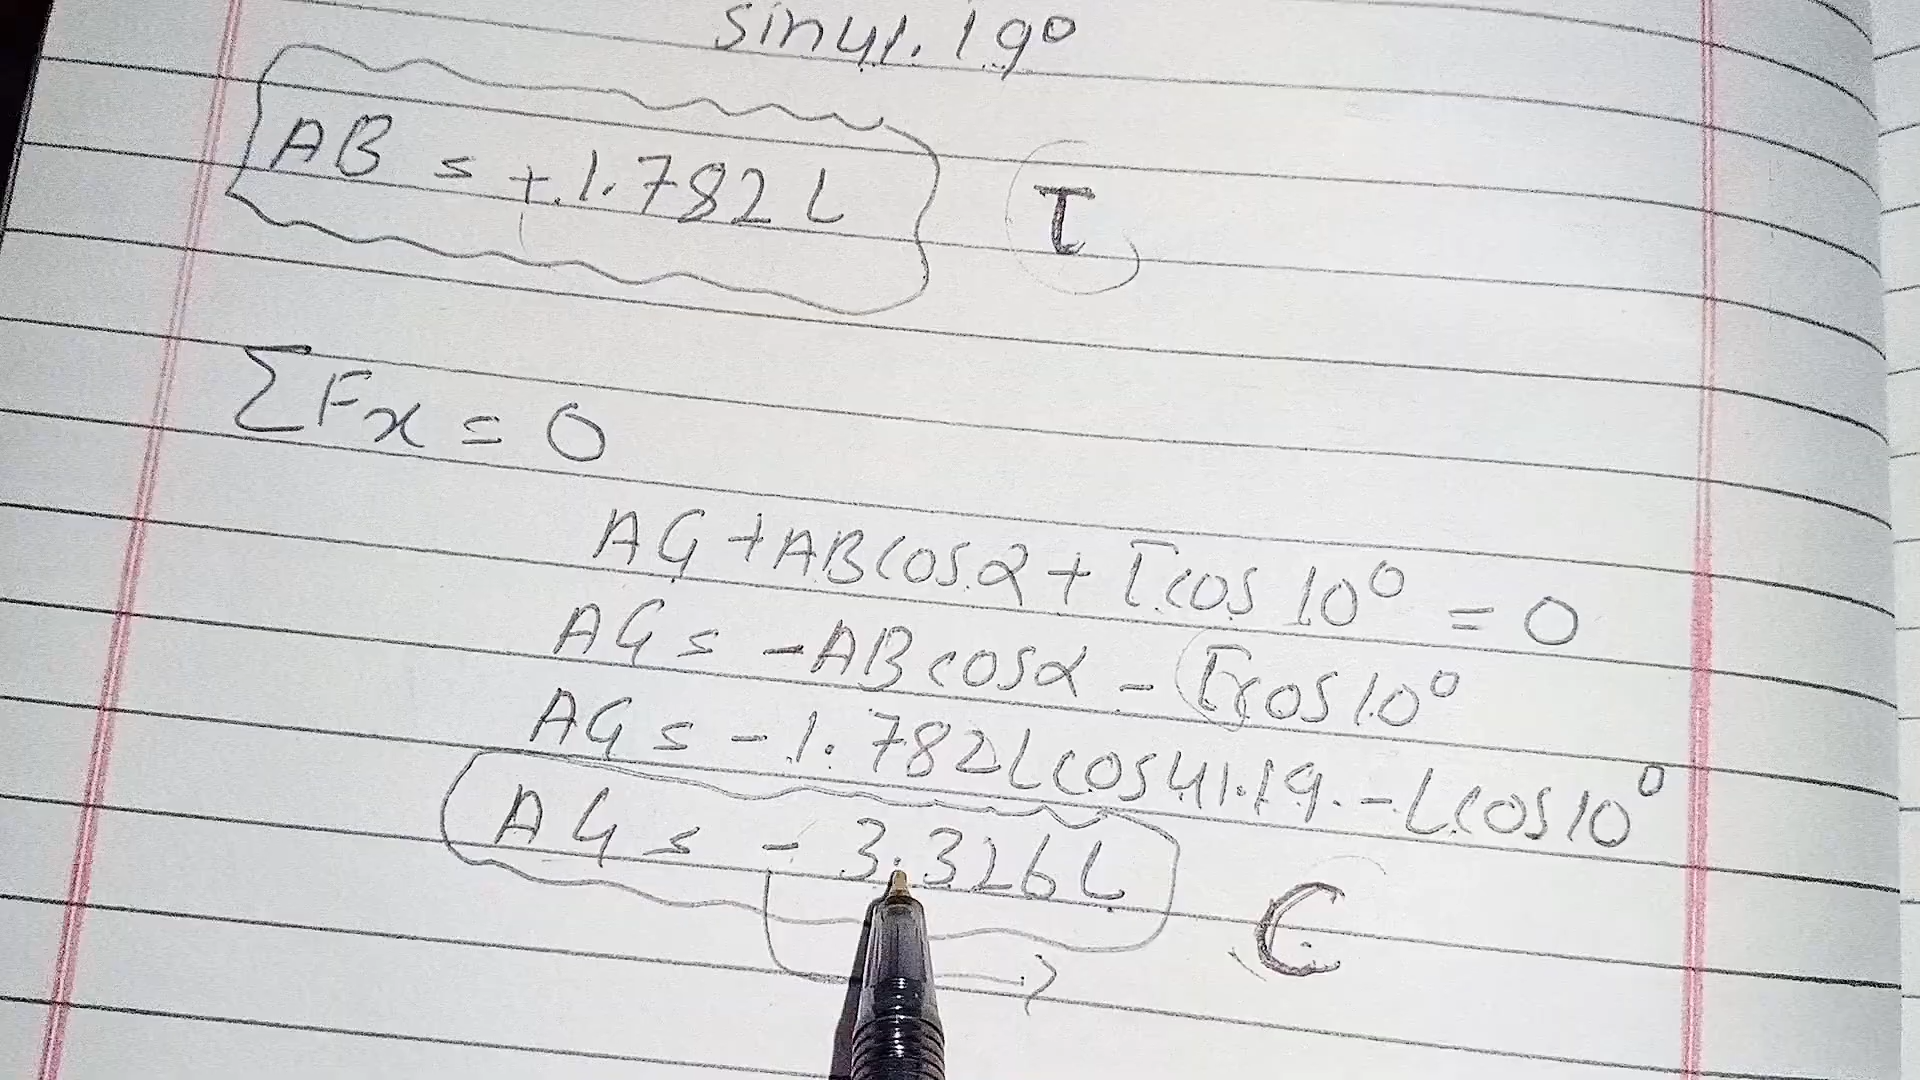 sin41.19°
AB = +1.782L T
ΣFx = 0
AG + ABcosα + Tcos10° = 0
AG = -ABcosα - Tcos10°
AG = -1.782Lcos41.19. - Lcos10°
AG = -3.326L C